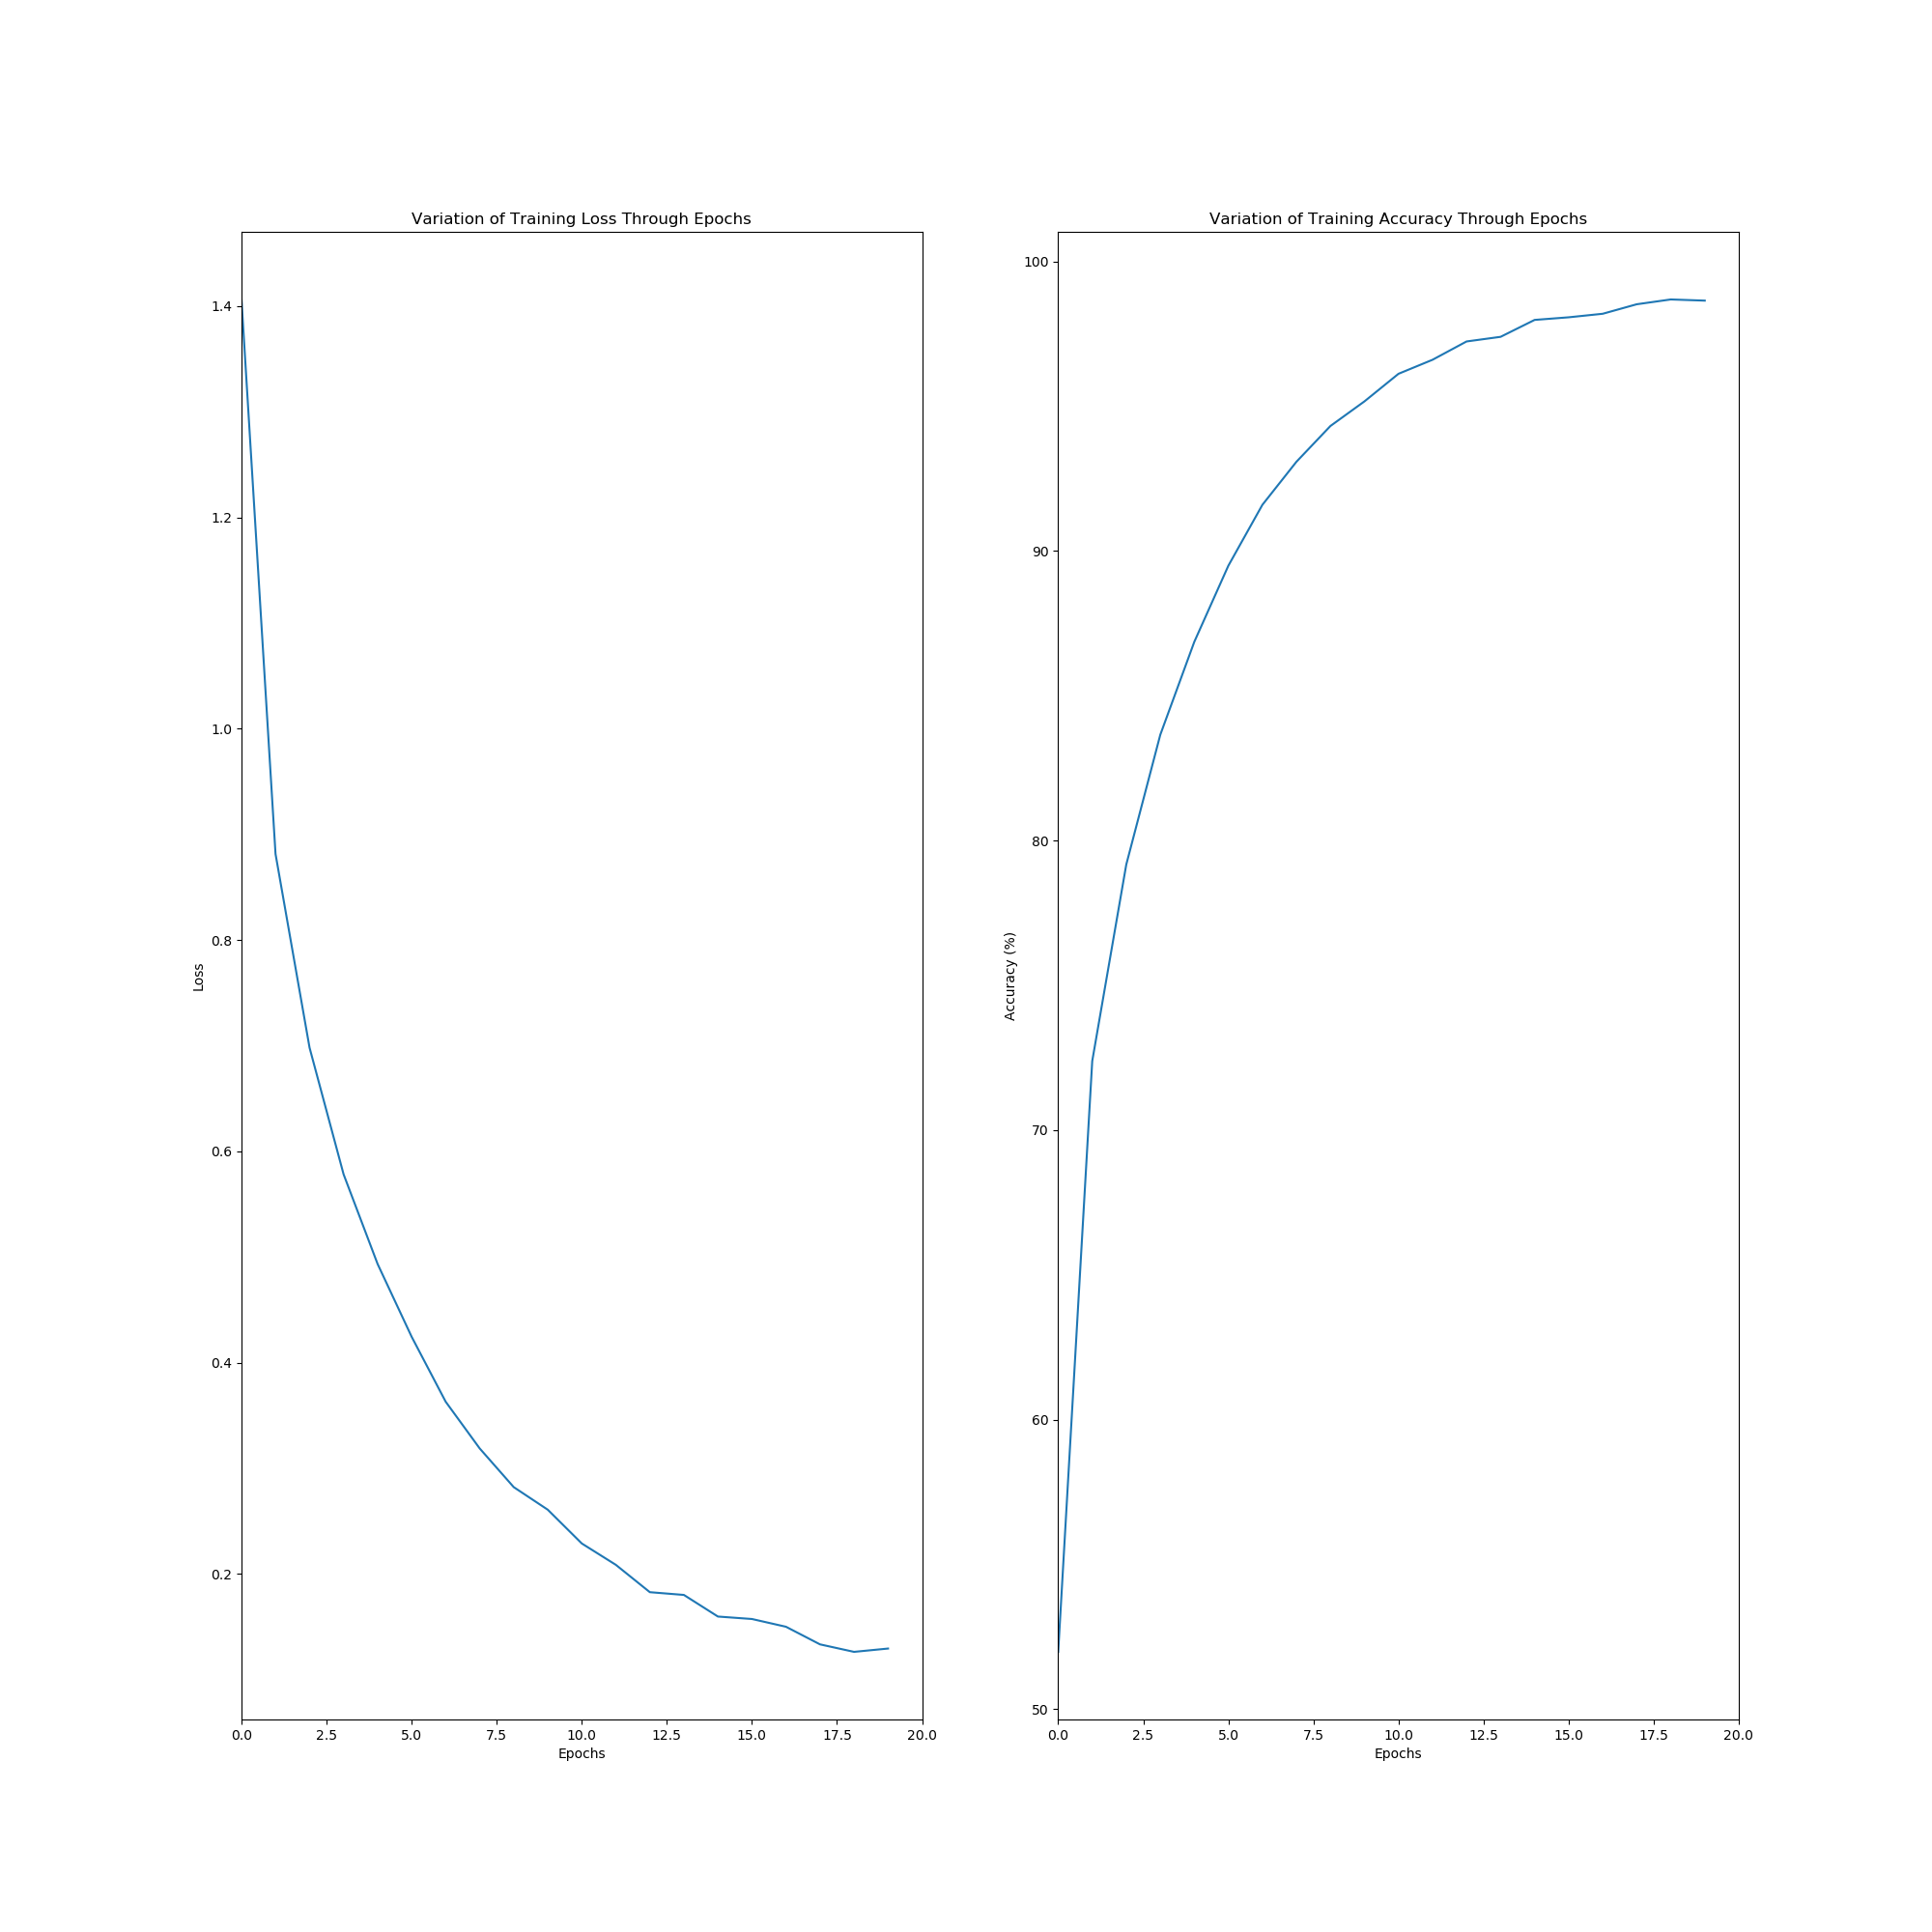 Variation of Training Loss Through Epochs
1.4
1.2
1.0
0.8
0.6
0.4
0.2
Loss
0.0 2.5 5.0 7.5 10.0 12.5 15.0 17.5 20.0
Epochs
Variation of Training Accuracy Through Epochs
100
90
80
70
60
50
Accuracy (%)
0.0 2.5 5.0 7.5 10.0 12.5 15.0 17.5 20.0
Epochs